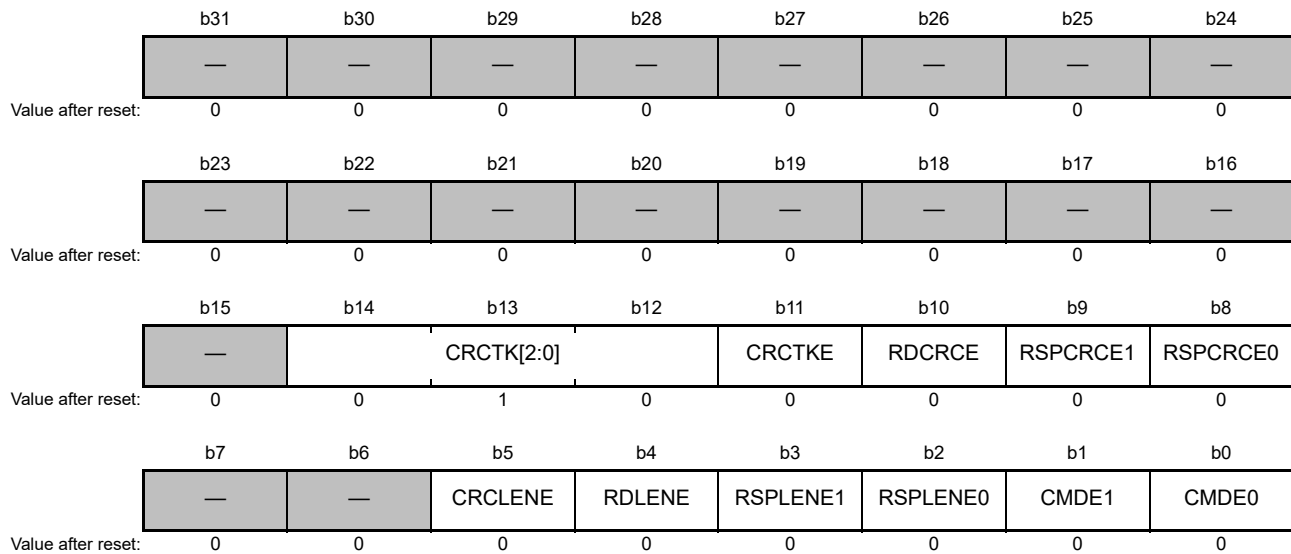 b31 b30 b29 b28 b27 b26 b25 b24
— — — — — — — —
Value after reset: 0 0 0 0 0 0 0 0
b23 b22 b21 b20 b19 b18 b17 b16
— — — — — — — —
Value after reset: 0 0 0 0 0 0 0 0
b15 b14 b13 b12 b11 b10 b9 b8
— CRCTK[2:0] CRCTKE RDCRCE RSPCRCE1 RSPCRCE0
Value after reset: 0 0 1 0 0 0 0 0
b7 b6 b5 b4 b3 b2 b1 b0
— — CRCLENE RDLENE RSPLENE1 RSPLENE0 CMDE1 CMDE0
Value after reset: 0 0 0 0 0 0 0 0